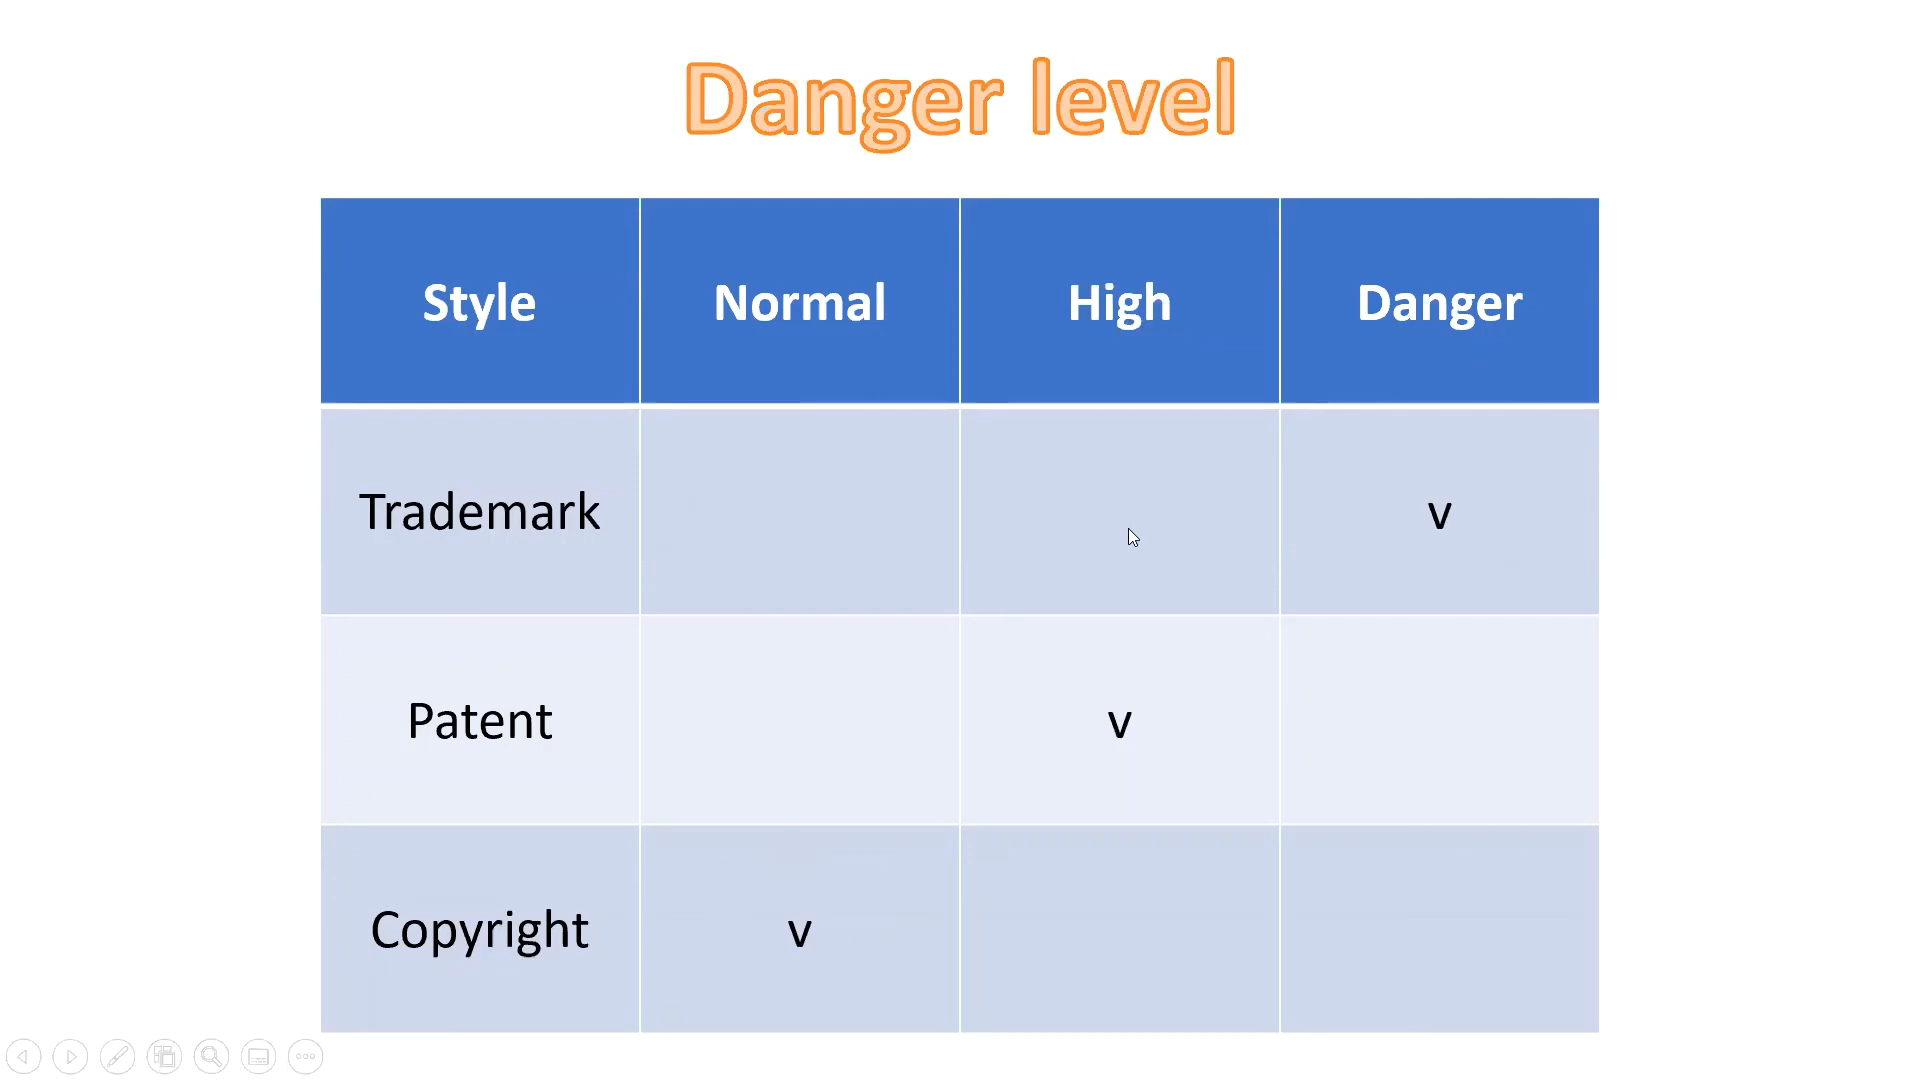 Danger level
Style Normal High Danger
Trademark v
Patent v
Copyright v